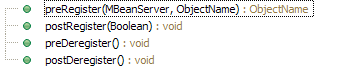 preRegister(MBeanServer, ObjectName) : ObjectName
postRegister(Boolean) : void
preDeregister() : void
postDeregister() : void